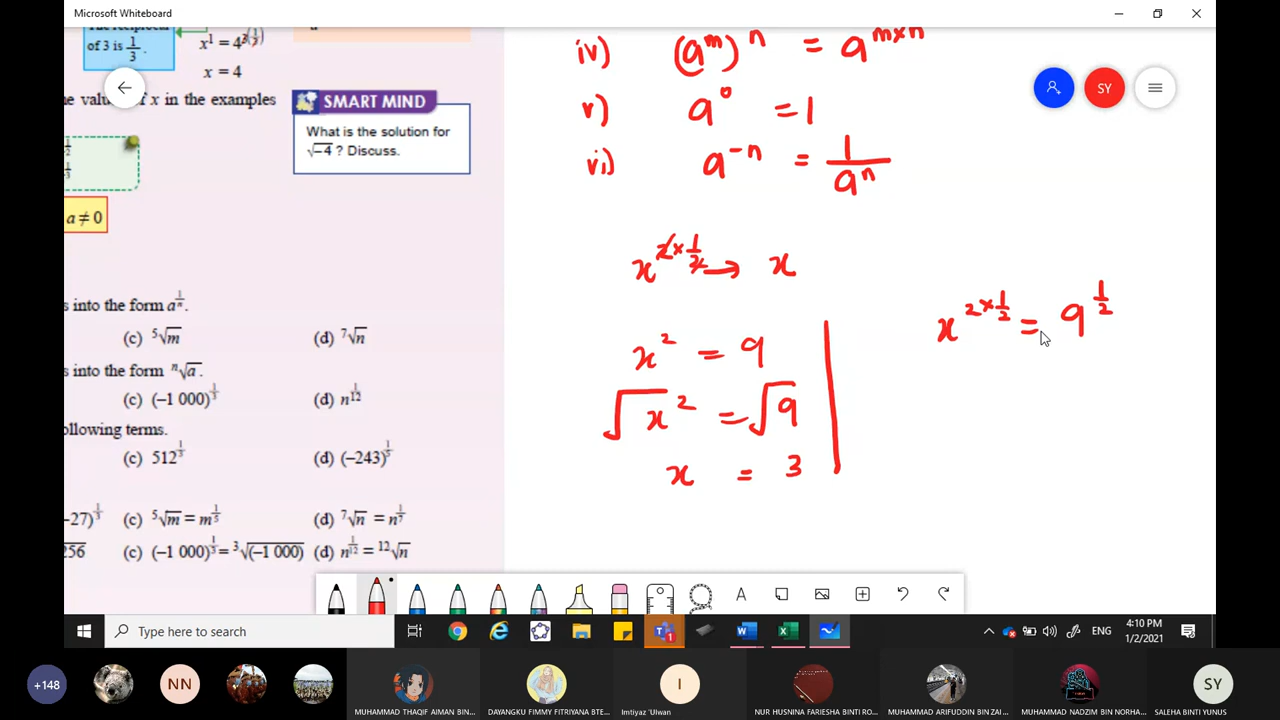 Microsoft Whiteboard
of 3 is 1/3.
x¹ = 4^3(1/3)
x = 4
e value of x in the examples
SMART MIND
What is the solution for
√−4 ? Discuss.
a ≠ 0
s into the form a^1/n.
(c) ⁵√m (d) ⁷√n
s into the form ⁿ√a.
(c) (−1 000)^1/3 (d) n^1/12
ollowing terms.
(c) 512^1/3 (d) (−243)^1/5
−27)^1/3 (c) ⁵√m = m^1/5 (d) ⁷√n = n^1/7
256 (c) (−1 000)^1/3 = ³√(−1 000) (d) n^1/12 = ¹²√n
iv) (a^m)^n = a^m×n
v) a^0 = 1
vi) a^−n = 1/a^n
x^2×1/2 → x
x² = 9
√x² = √9
x = 3
x^2×1/2 = 9^1/2
SY
A
Type here to search
ENG
4:10 PM
1/2/2021
+148
NN
I
SY
MUHAMMAD THAQIF AIMAN BIN...
DAYANGKU FIMMY FITRIYANA BTE...
Imtiyaz 'Ulwan
NUR HUSNINA FARIESHA BINTI RO...
MUHAMMAD ARIFUDDIN BIN ZAI...
MUHAMMAD NADZIM BIN NORHA...
SALEHA BINTI YUNUS